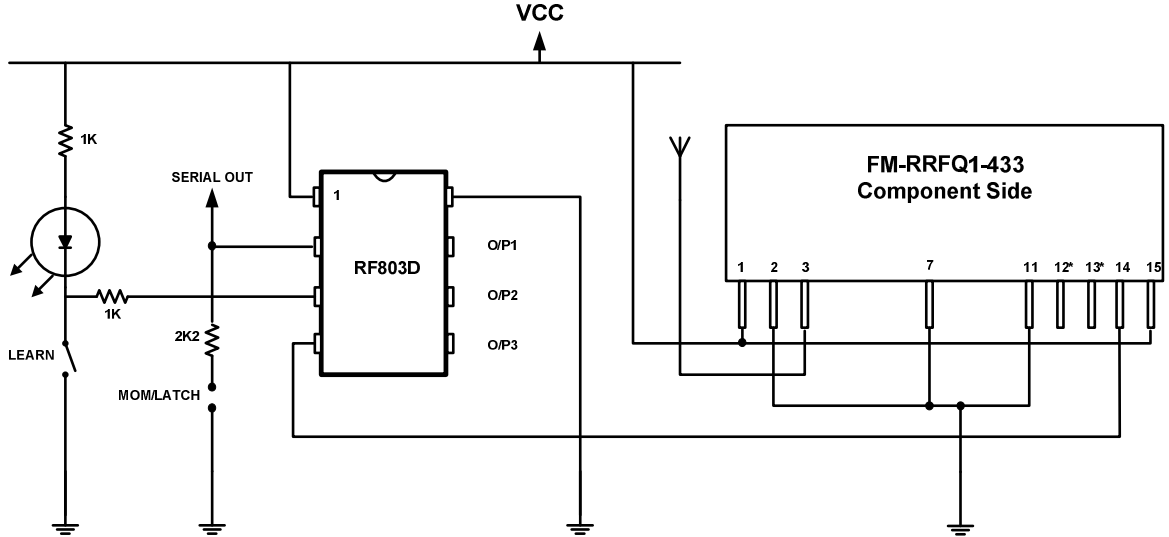 VCC
1K
SERIAL OUT
1
RF803D
O/P1
O/P2
O/P3
1K
2K2
LEARN
MOM/LATCH
FM-RRFQ1-433
Component Side
1 2 3 7 11 12* 13* 14 15